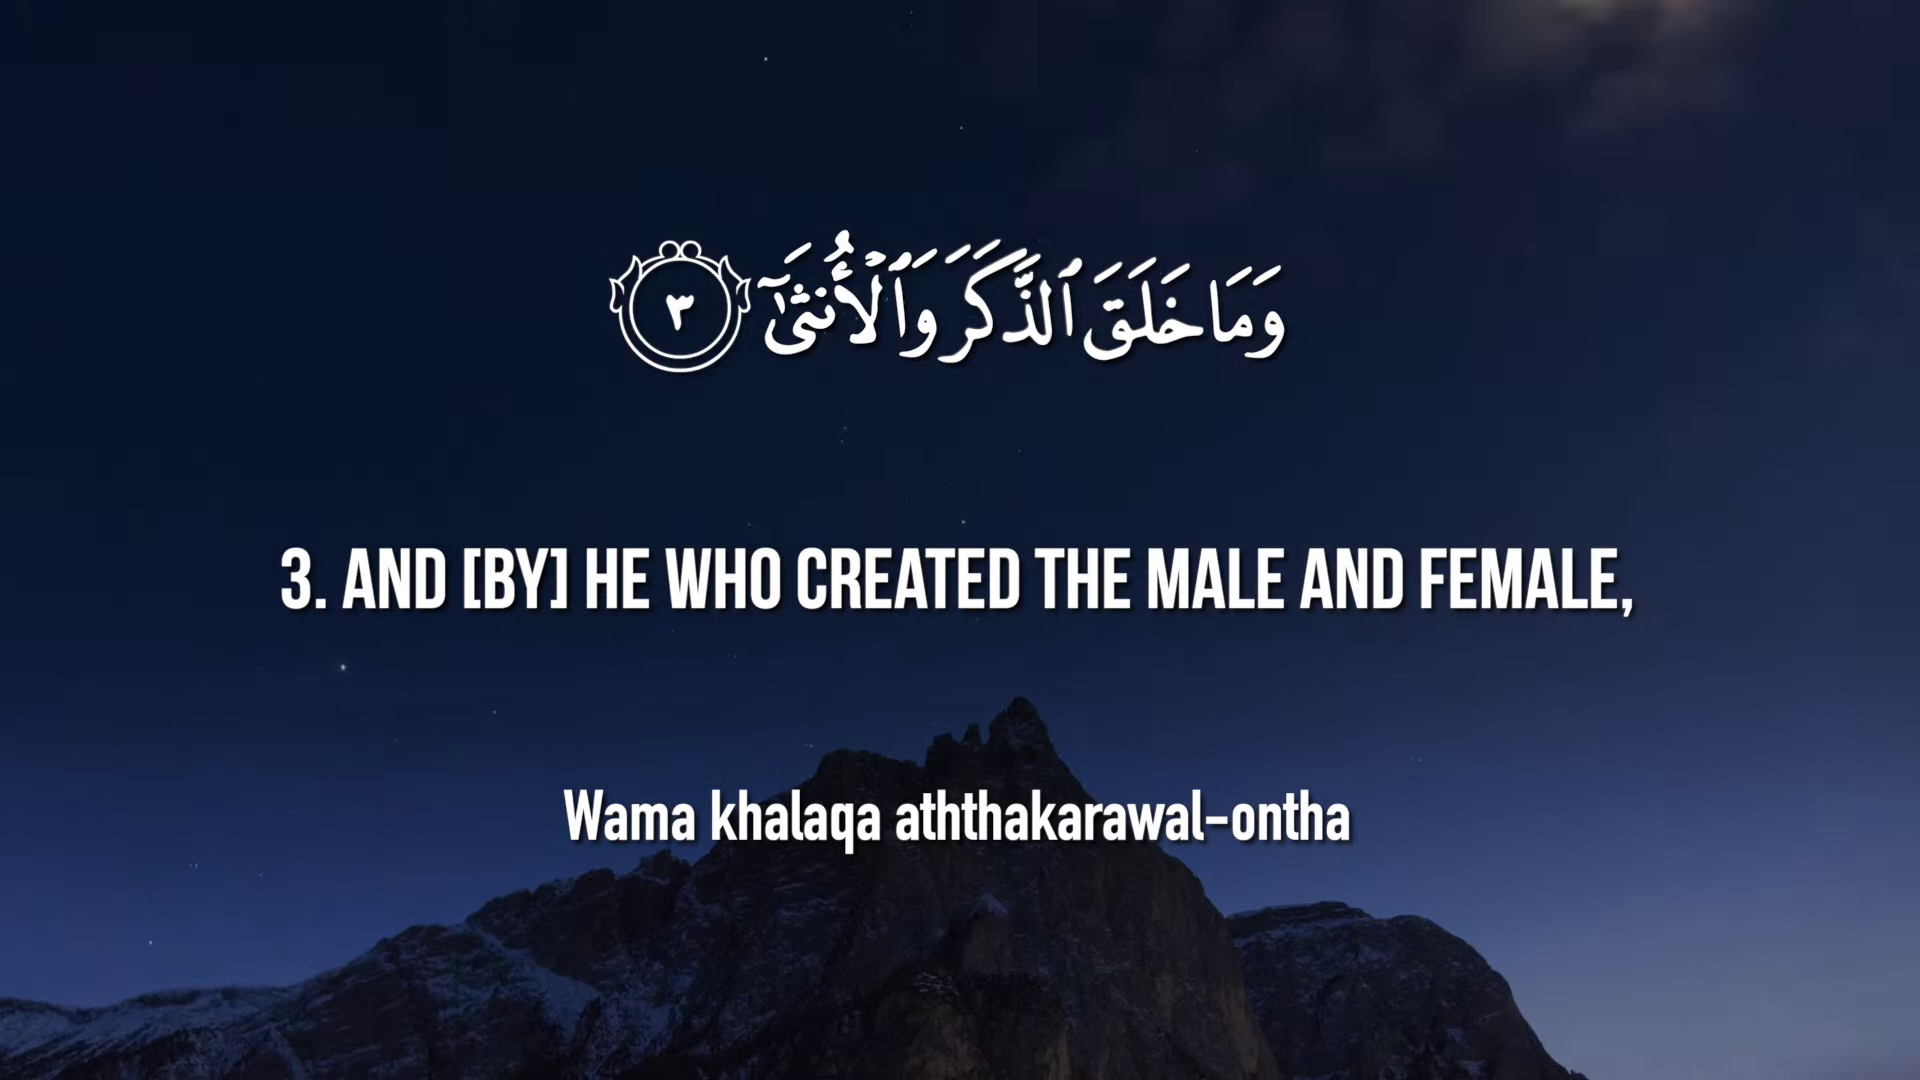 وَمَا خَلَقَ ٱلذَّكَرَ وَٱلْأُنثَىٰٓ ٣
3. AND [BY] HE WHO CREATED THE MALE AND FEMALE,
Wama khalaqa aththakarawal-ontha